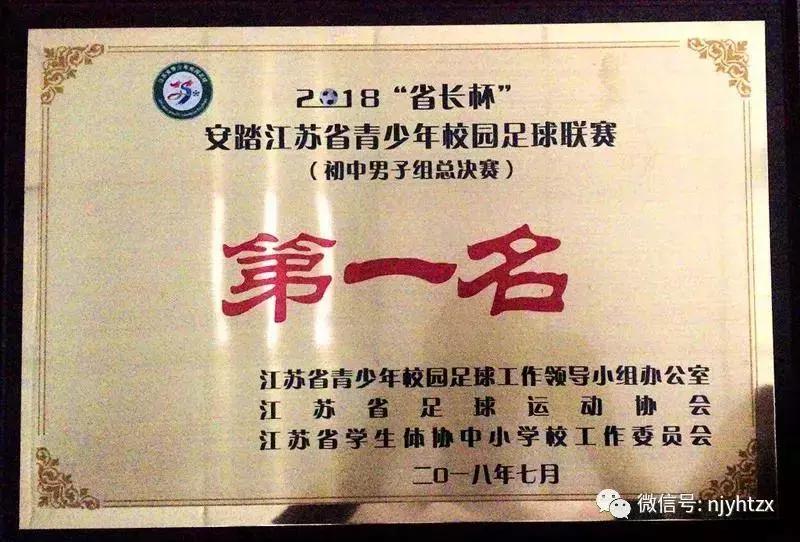 2018“省长杯”
安踏江苏省青少年校园足球联赛
（初中男子组总决赛）
第一名
江苏省青少年校园足球工作领导小组办公室
江苏省足球运动协会
江苏省学生体协中小学校工作委员会
二〇一八年七月
微信号: njyhtzx